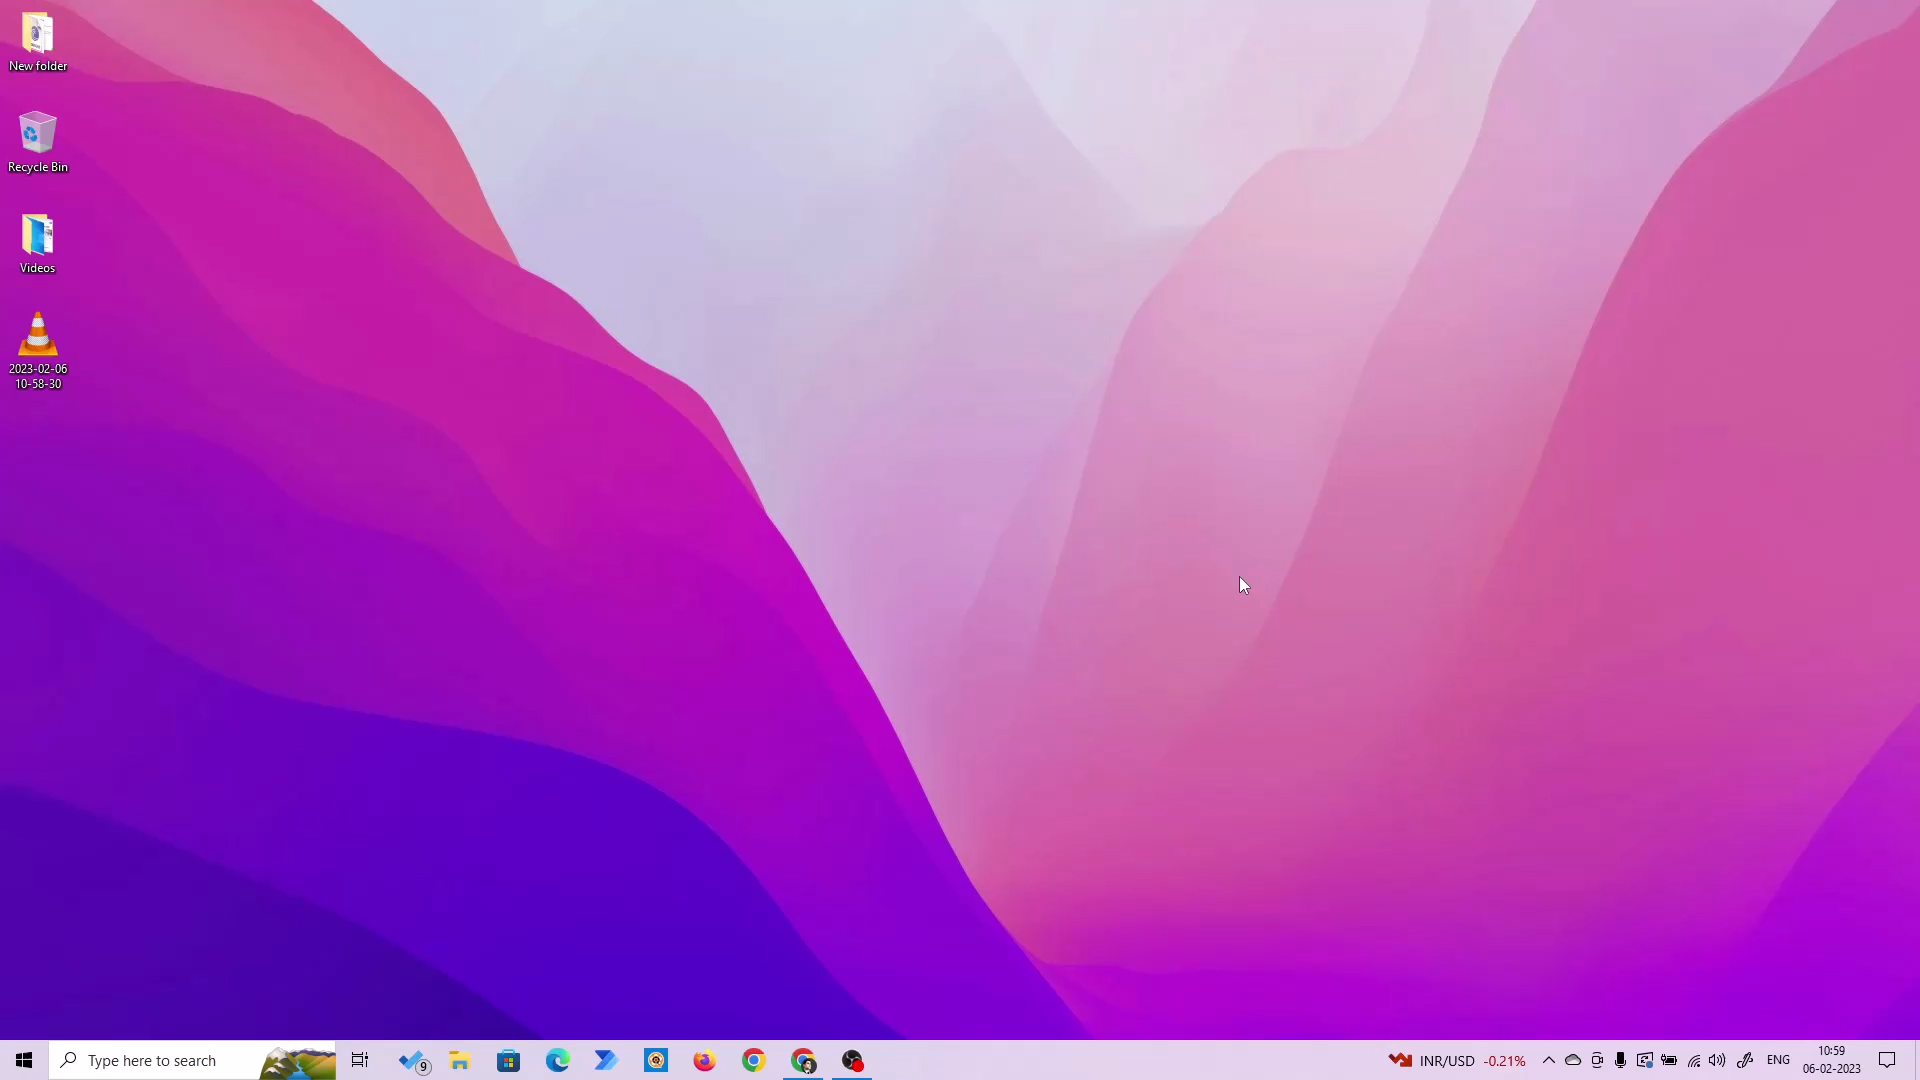 New folder
Recycle Bin
Videos
2023-02-06
10-58-30
Type here to search
9
INR/USD -0.21%
ENG
10:59
06-02-2023